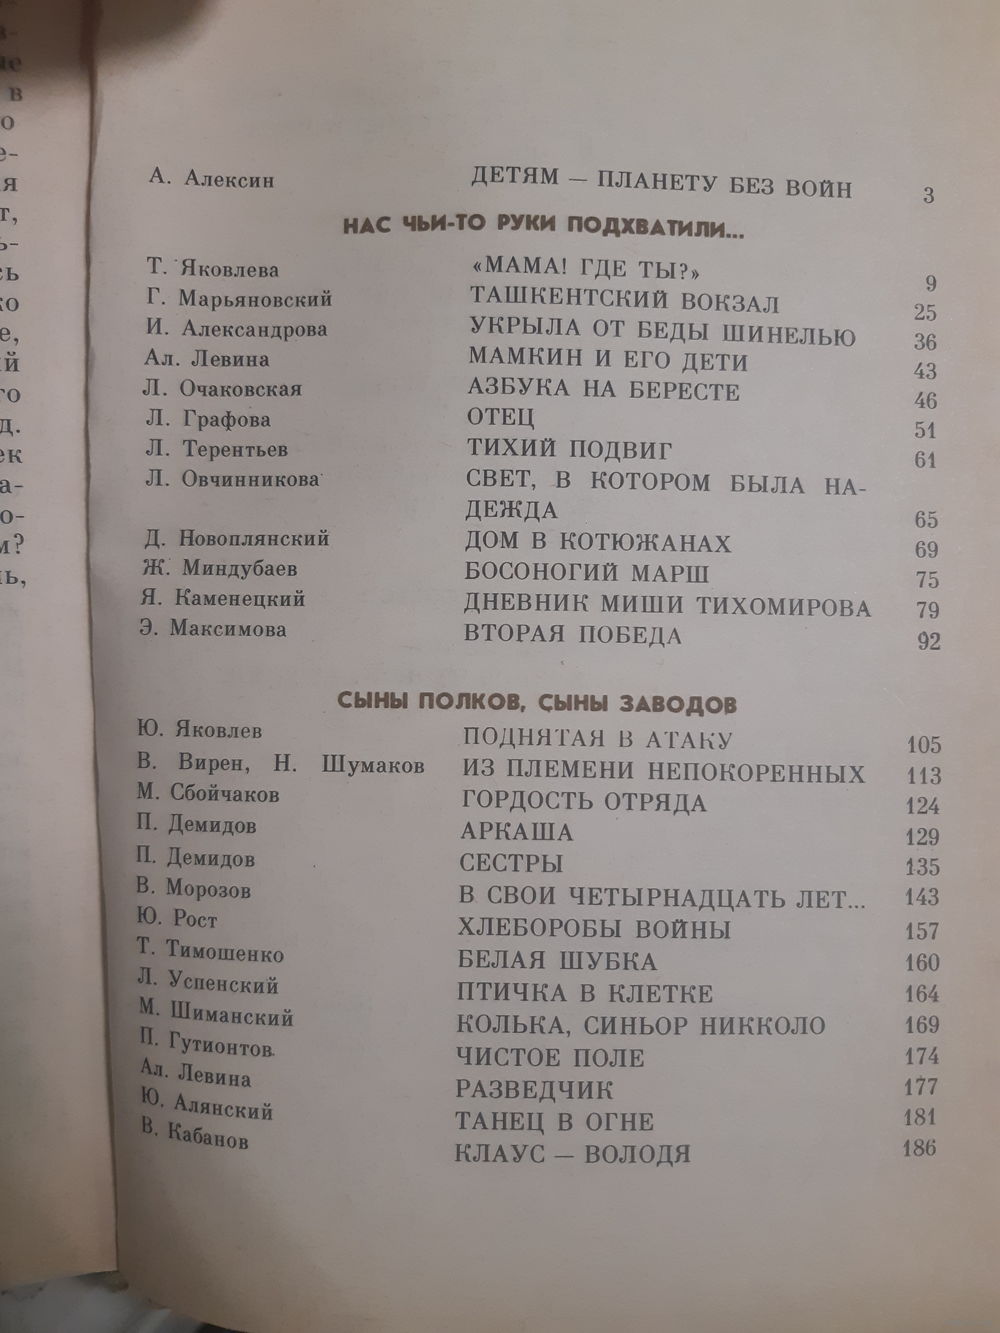 А. Алексин ДЕТЯМ — ПЛАНЕТУ БЕЗ ВОЙН 3
НАС ЧЬИ-ТО РУКИ ПОДХВАТИЛИ...
Т. Яковлева «МАМА! ГДЕ ТЫ?» 9
Г. Марьяновский ТАШКЕНТСКИЙ ВОКЗАЛ 25
И. Александрова УКРЫЛА ОТ БЕДЫ ШИНЕЛЬЮ 36
Ал. Левина МАМКИН И ЕГО ДЕТИ 43
Л. Очаковская АЗБУКА НА БЕРЕСТЕ 46
Л. Графова ОТЕЦ 51
Л. Терентьев ТИХИЙ ПОДВИГ 61
Л. Овчинникова СВЕТ, В КОТОРОМ БЫЛА НА-
ДЕЖДА 65
Д. Новоплянский ДОМ В КОТЮЖАНАХ 69
Ж. Миндубаев БОСОНОГИЙ МАРШ 75
Я. Каменецкий ДНЕВНИК МИШИ ТИХОМИРОВА 79
Э. Максимова ВТОРАЯ ПОБЕДА 92
СЫНЫ ПОЛКОВ, СЫНЫ ЗАВОДОВ
Ю. Яковлев ПОДНЯТАЯ В АТАКУ 105
В. Вирен, Н. Шумаков ИЗ ПЛЕМЕНИ НЕПОКОРЕННЫХ 113
М. Сбойчаков ГОРДОСТЬ ОТРЯДА 124
П. Демидов АРКАША 129
П. Демидов СЕСТРЫ 135
В. Морозов В СВОИ ЧЕТЫРНАДЦАТЬ ЛЕТ... 143
Ю. Рост ХЛЕБОРОБЫ ВОЙНЫ 157
Т. Тимошенко БЕЛАЯ ШУБКА 160
Л. Успенский ПТИЧКА В КЛЕТКЕ 164
М. Шиманский КОЛЬКА, СИНЬОР НИККОЛО 169
П. Гутионтов ЧИСТОЕ ПОЛЕ 174
Ал. Левина РАЗВЕДЧИК 177
Ю. Алянский ТАНЕЦ В ОГНЕ 181
В. Кабанов КЛАУС — ВОЛОДЯ 186